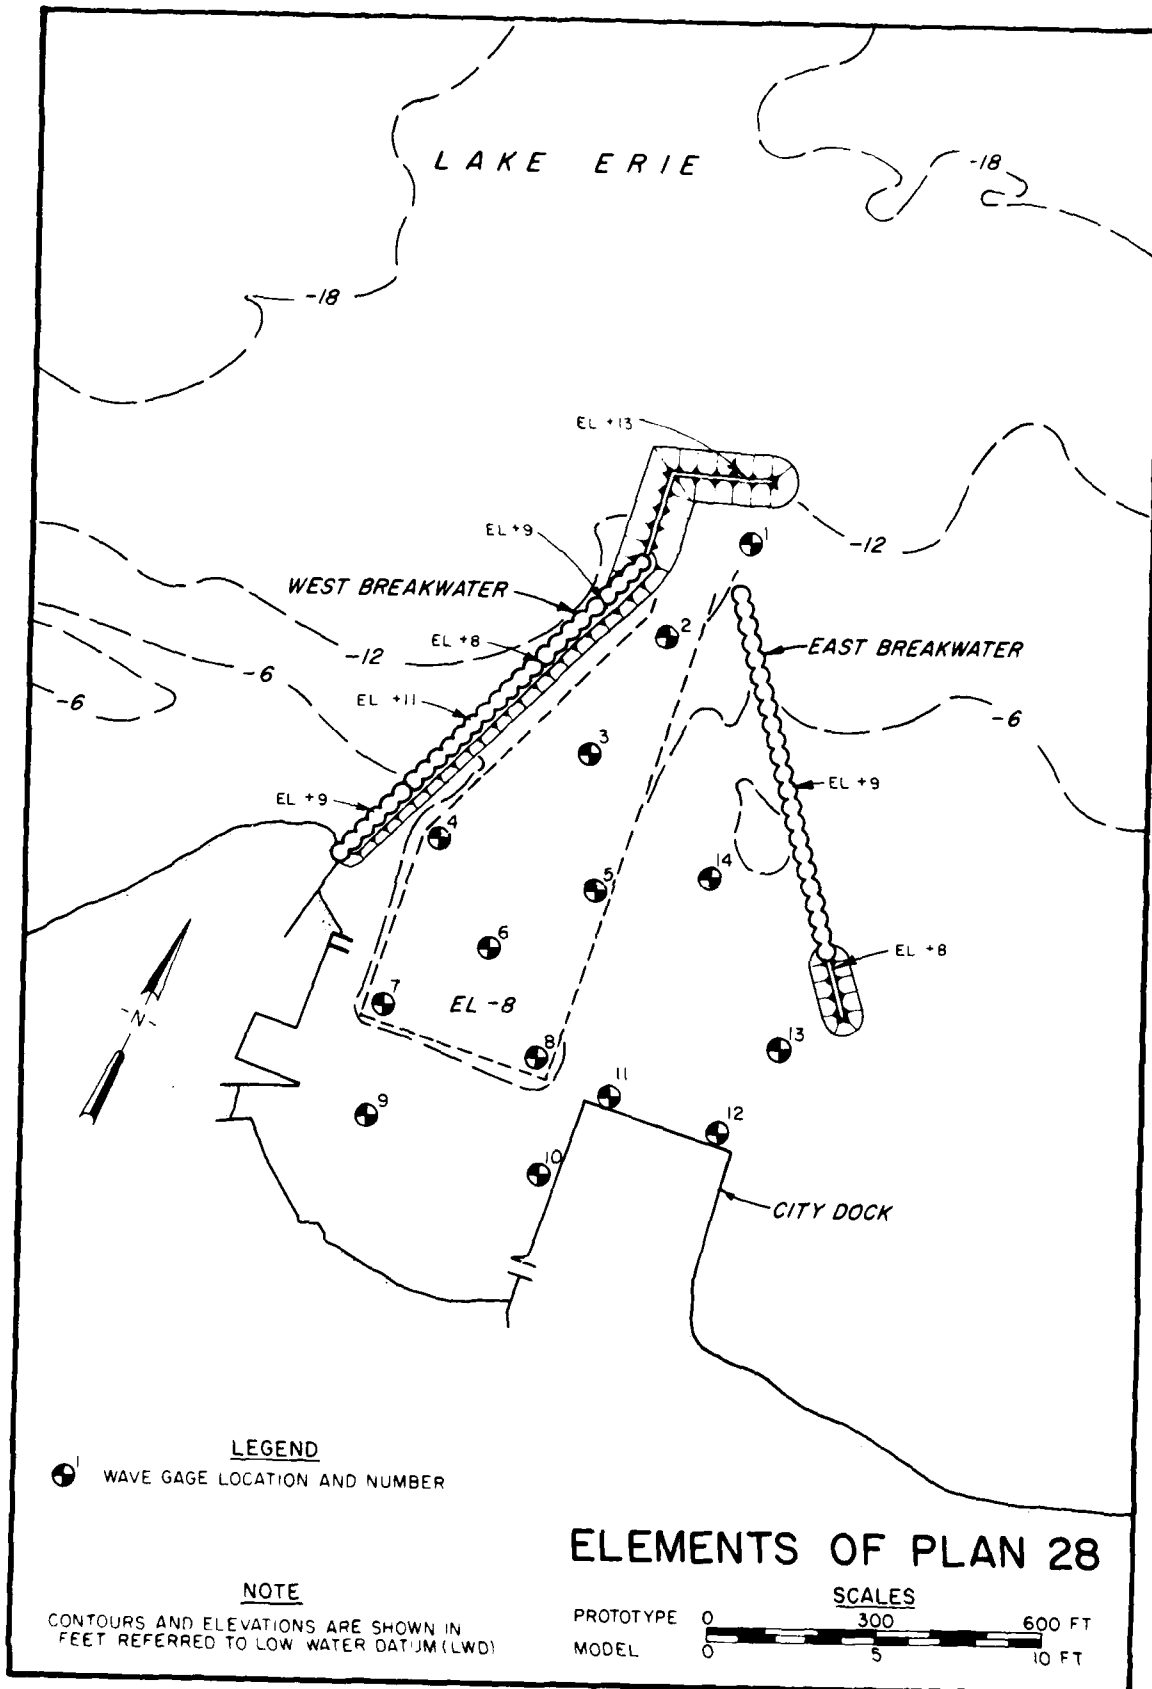 LAKE ERIE
-18
-18
EL +13
EL +9
1
-12
WEST BREAKWATER
2
EL +8
EAST BREAKWATER
-12
-6
-6
EL +11
-6
3
EL +9
EL +9
4
14
5
6
EL +8
7
EL -8
-N-
8
13
11
9
12
10
CITY DOCK
LEGEND
1
WAVE GAGE LOCATION AND NUMBER
ELEMENTS OF PLAN 28
NOTE
CONTOURS AND ELEVATIONS ARE SHOWN IN
FEET REFERRED TO LOW WATER DATUM (LWD)
SCALES
PROTOTYPE 0 300 600 FT
MODEL 0 5 10 FT